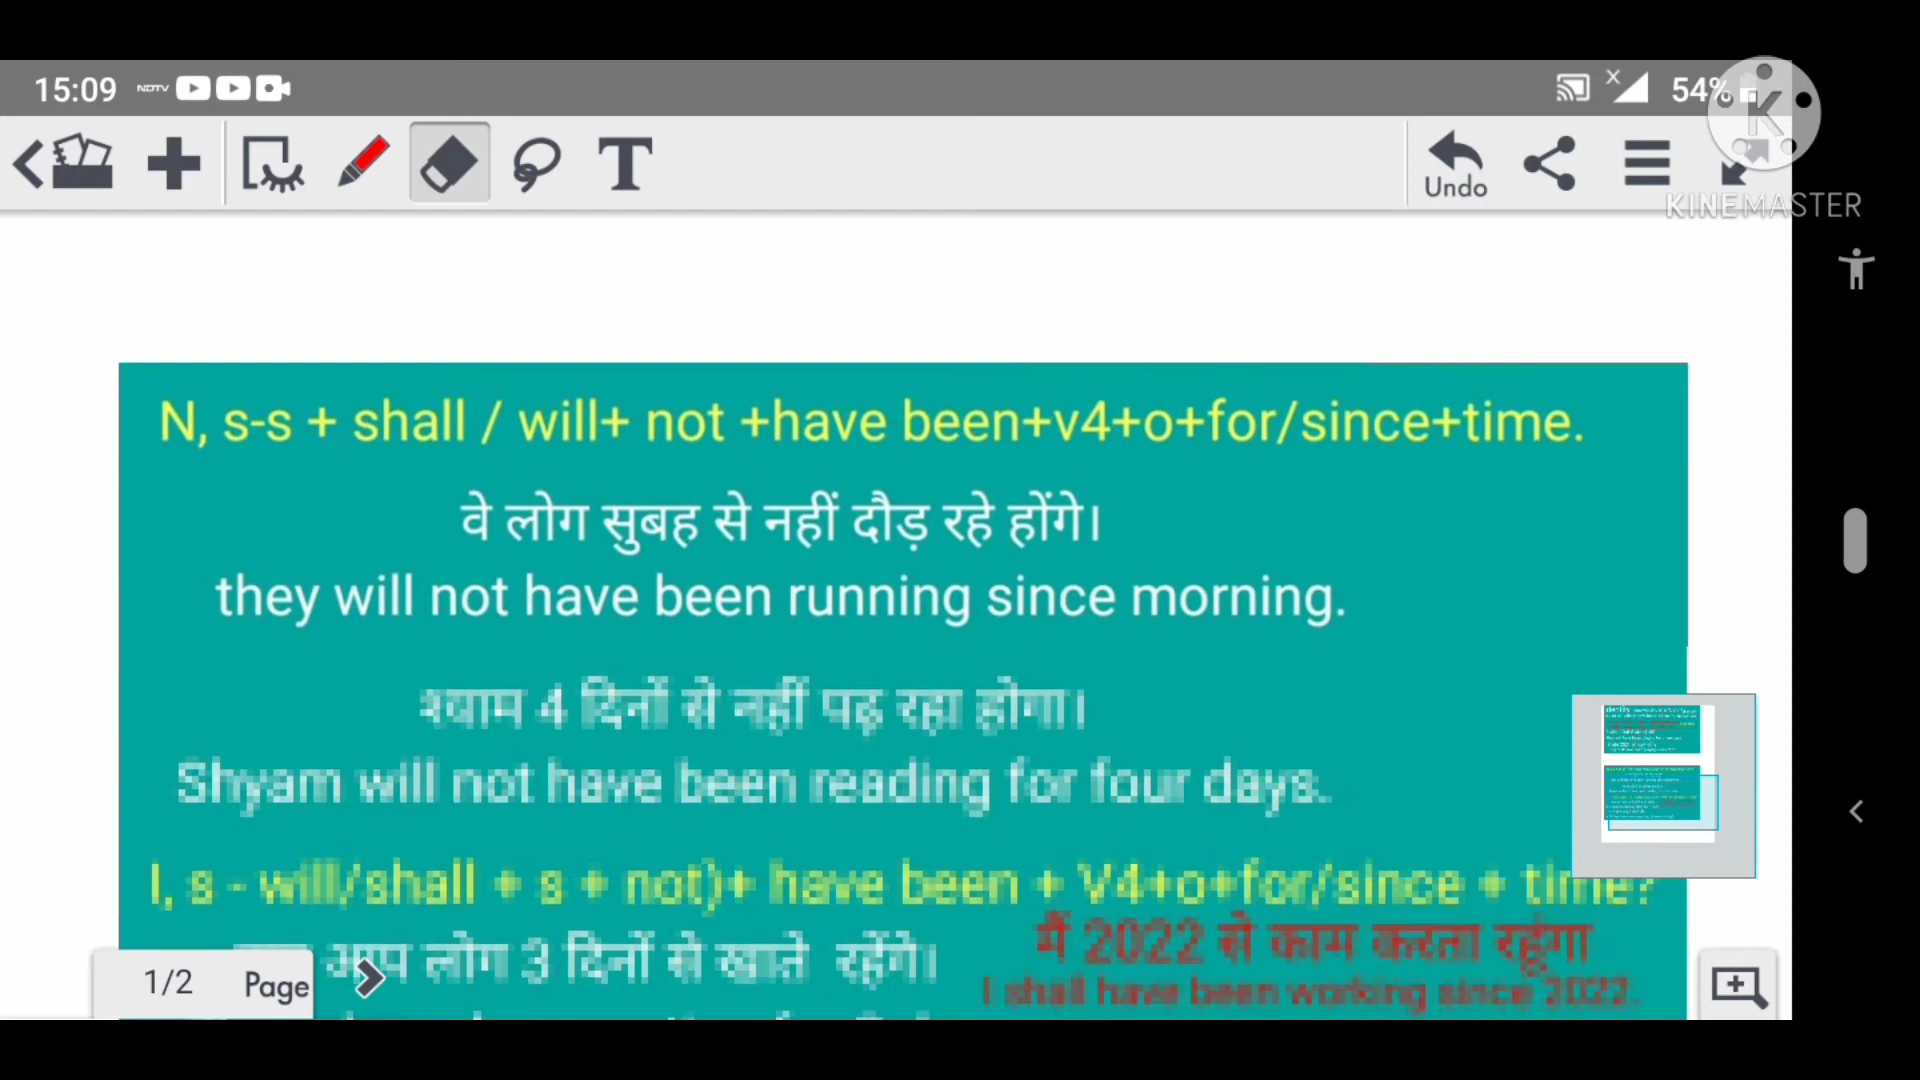 15:09
NDTV
54%
Undo
KINEMASTER
N, s-s + shall / will+ not +have been+v4+o+for/since+time.
वे लोग सुबह से नहीं दौड़ रहे होंगे।
they will not have been running since morning.
श्याम 4 दिनों से नहीं पढ़ रहा होगा।
Shyam will not have been reading for four days.
I, s - will/shall + s + not)+ have been + V4+o+for/since + time?
आप लोग 3 दिनों से खाते रहेंगे।
मैं 2022 से काम करता रहूंगा
I shall have been working since 2022.
1/2 Page